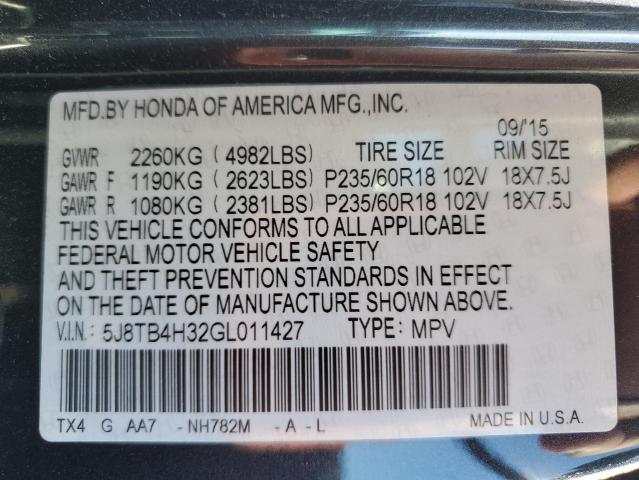 MFD.BY HONDA OF AMERICA MFG.,INC.
09/'15
GVWR 2260KG (4982LBS) TIRE SIZE RIM SIZE
GAWR F 1190KG (2623LBS) P235/60R18 102V 18X7.5J
GAWR R 1080KG (2381LBS) P235/60R18 102V 18X7.5J
THIS VEHICLE CONFORMS TO ALL APPLICABLE
FEDERAL MOTOR VEHICLE SAFETY
AND THEFT PREVENTION STANDARDS IN EFFECT
ON THE DATE OF MANUFACTURE SHOWN ABOVE.
V.I.N.: 5J8TB4H32GL011427 TYPE: MPV
TX4 G AA7 -NH782M -A -L MADE IN U.S.A.